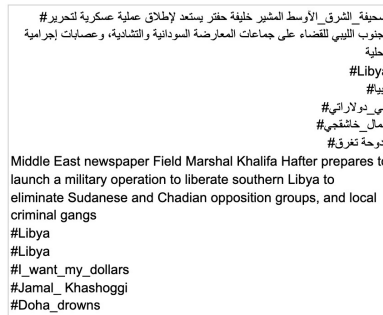 صحيفة_الشرق_الأوسط المشير خليفة حفتر يستعد لإطلاق عملية عسكرية لتحرير#
جنوب الليبي للقضاء على جماعات المعارضة السودانية والتشادية، وعصابات إجرامية
حلية
#Libya
يبيا#
ي_دولاراتي#
مال_خاشقجي#
دوحة تغرق#
Middle East newspaper Field Marshal Khalifa Hafter prepares to
launch a military operation to liberate southern Libya to
eliminate Sudanese and Chadian opposition groups, and local
criminal gangs
#Libya
#Libya
#I_want_my_dollars
#Jamal_ Khashoggi
#Doha_drowns